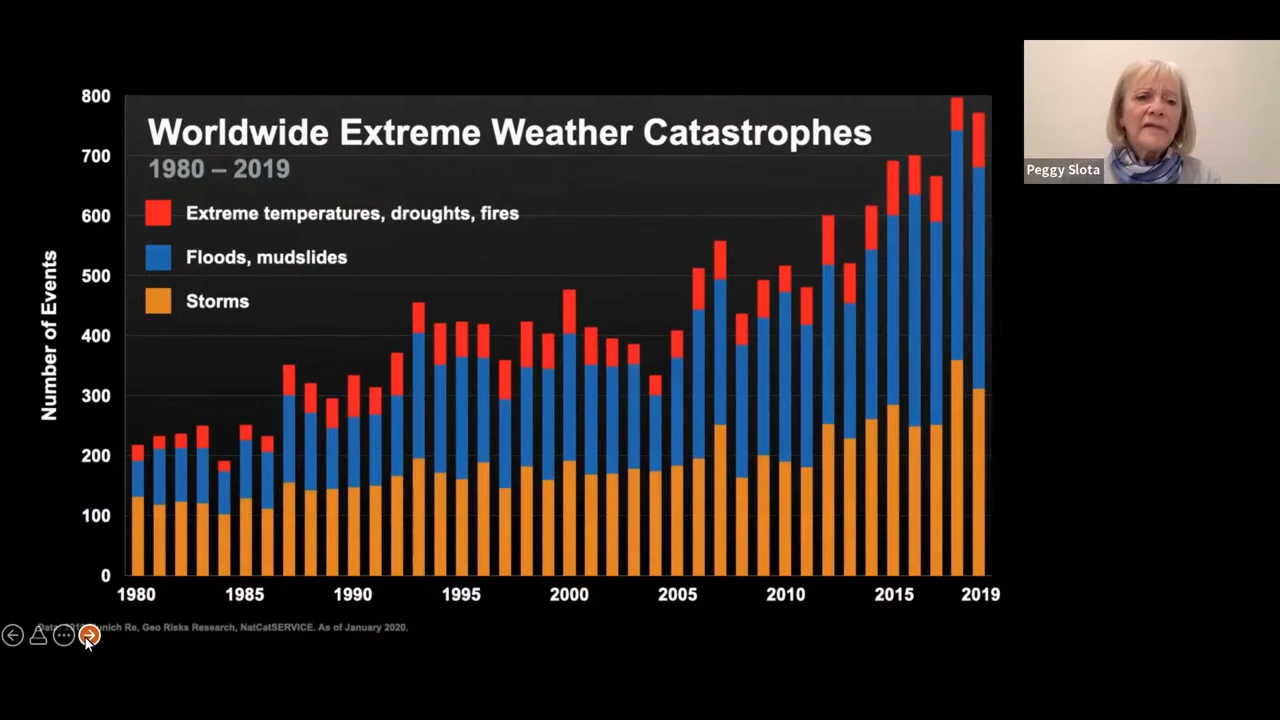 Worldwide Extreme Weather Catastrophes
1980 – 2019
Extreme temperatures, droughts, fires
Floods, mudslides
Storms
Number of Events
800
700
600
500
400
300
200
100
0
1980
1985
1990
1995
2000
2005
2010
2015
2019
Re, Geo Risks Research, NatCatSERVICE. As of January 2020.
Peggy Slota